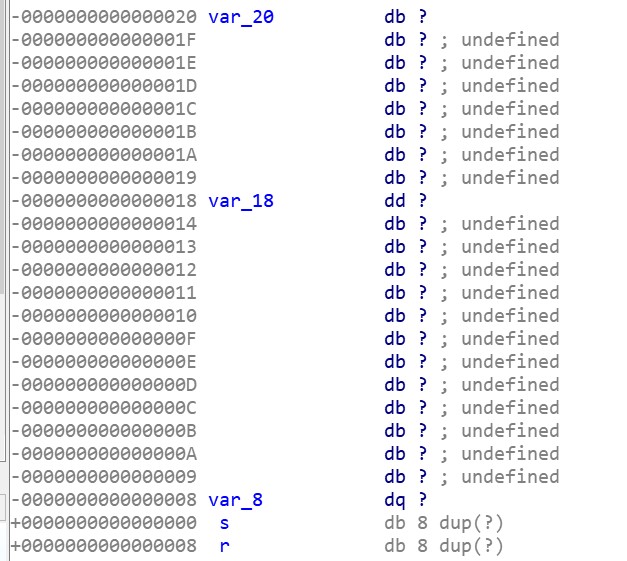 -0000000000000020 var_20 db ?
-000000000000001F db ? ; undefined
-000000000000001E db ? ; undefined
-000000000000001D db ? ; undefined
-000000000000001C db ? ; undefined
-000000000000001B db ? ; undefined
-000000000000001A db ? ; undefined
-0000000000000019 db ? ; undefined
-0000000000000018 var_18 dd ?
-0000000000000014 db ? ; undefined
-0000000000000013 db ? ; undefined
-0000000000000012 db ? ; undefined
-0000000000000011 db ? ; undefined
-0000000000000010 db ? ; undefined
-000000000000000F db ? ; undefined
-000000000000000E db ? ; undefined
-000000000000000D db ? ; undefined
-000000000000000C db ? ; undefined
-000000000000000B db ? ; undefined
-000000000000000A db ? ; undefined
-0000000000000009 db ? ; undefined
-0000000000000008 var_8 dq ?
+0000000000000000 s db 8 dup(?)
+0000000000000008 r db 8 dup(?)